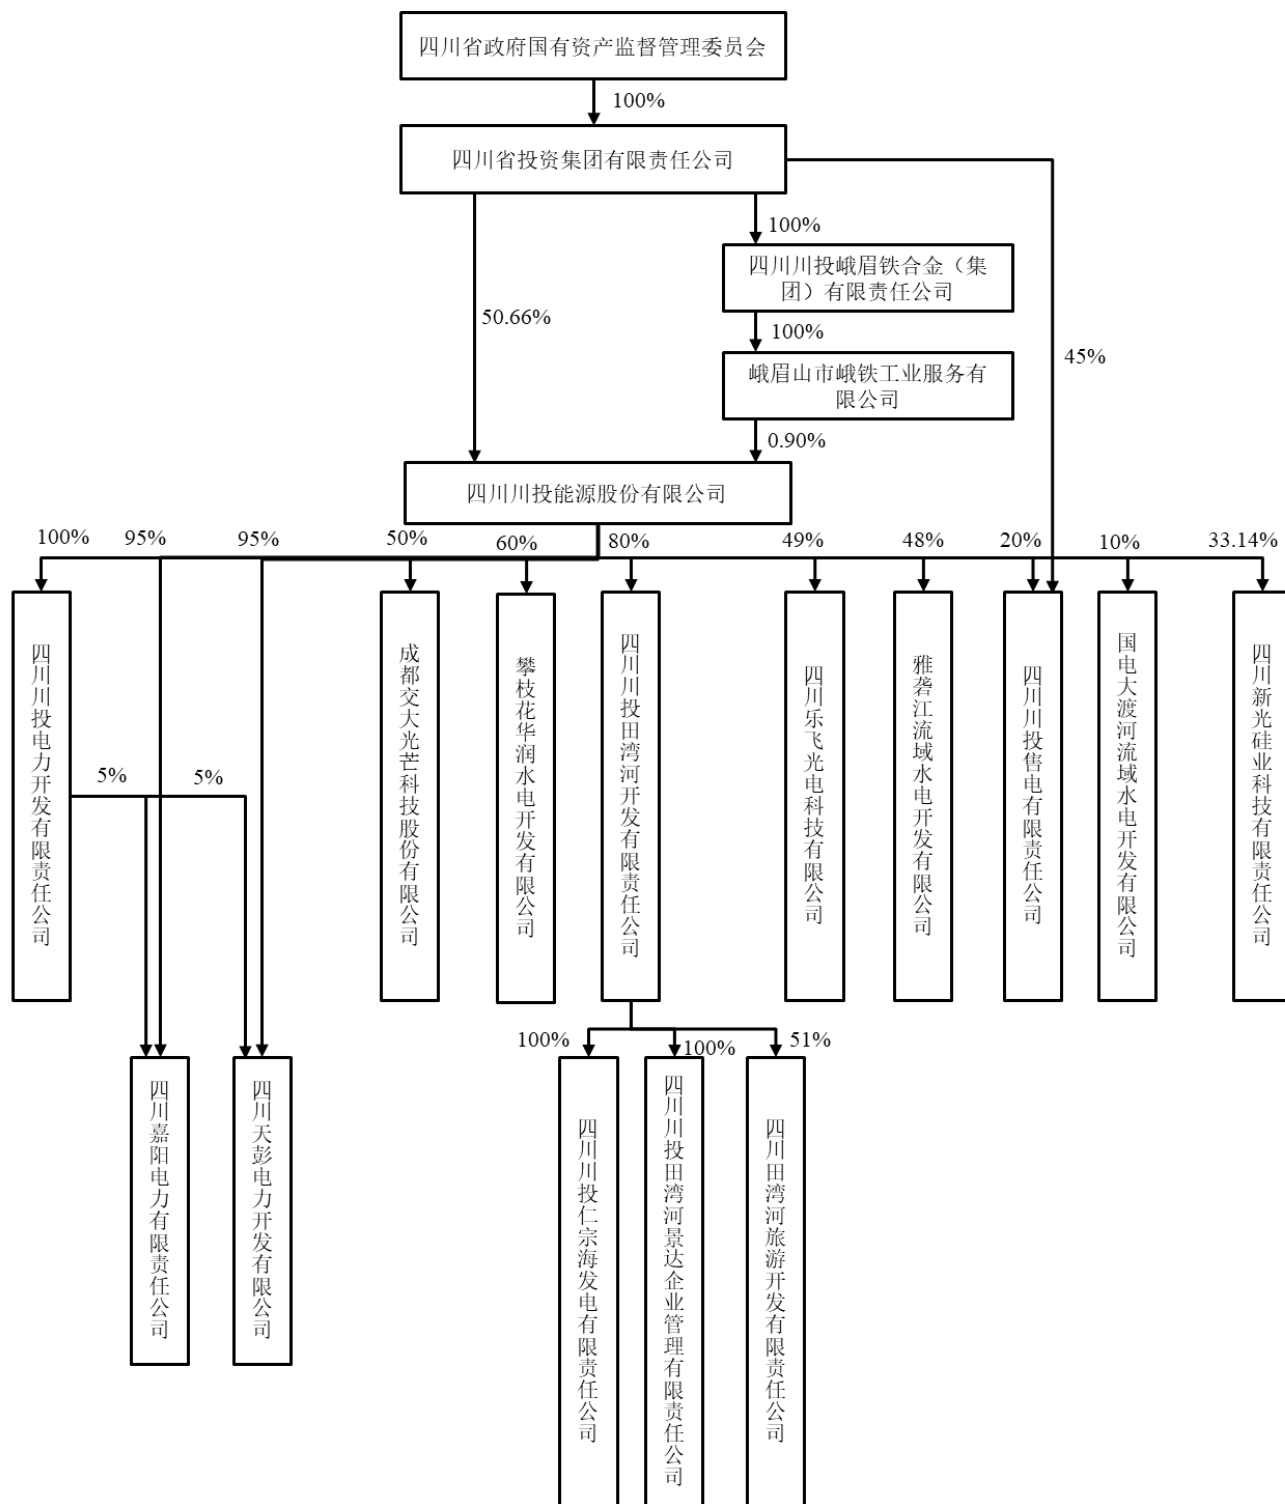 四川省政府国有资产监督管理委员会
100%
四川省投资集团有限责任公司
100%
四川川投峨眉铁合金（集
团）有限责任公司
50.66%
100%
45%
峨眉山市峨铁工业服务有
限公司
0.90%
四川川投能源股份有限公司
100%
95%
95%
50%
60%
80%
49%
48%
20%
10%
33.14%
四川川投电力开发有限责任公司
成都交大光芒科技股份有限公司
攀枝花华润水电开发有限公司
四川川投田湾河开发有限责任公司
四川乐飞光电科技有限公司
雅砻江流域水电开发有限公司
四川川投售电有限责任公司
国电大渡河流域水电开发有限公司
四川新光硅业科技有限责任公司
5%
5%
100%
100%
51%
四川嘉阳电力有限责任公司
四川天彭电力开发有限公司
四川川投仁宗海发电有限责任公司
四川川投田湾河景达企业管理有限责任公司
四川田湾河旅游开发有限责任公司